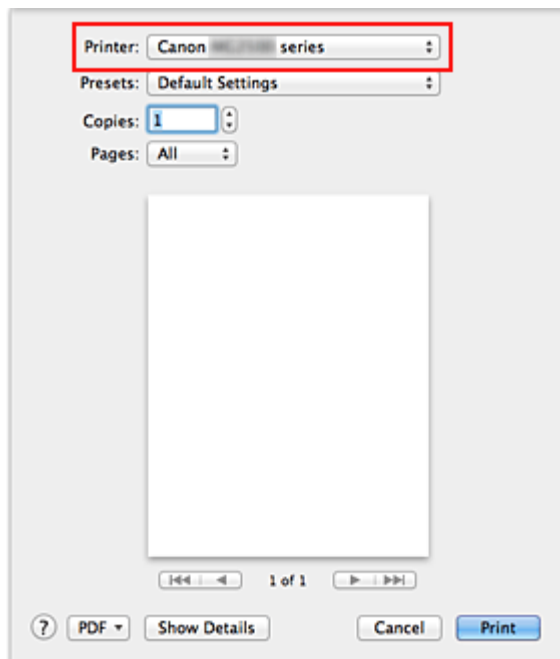 Printer: Canon series
Presets: Default Settings
Copies: 1
Pages: All
1 of 1
? PDF Show Details Cancel Print